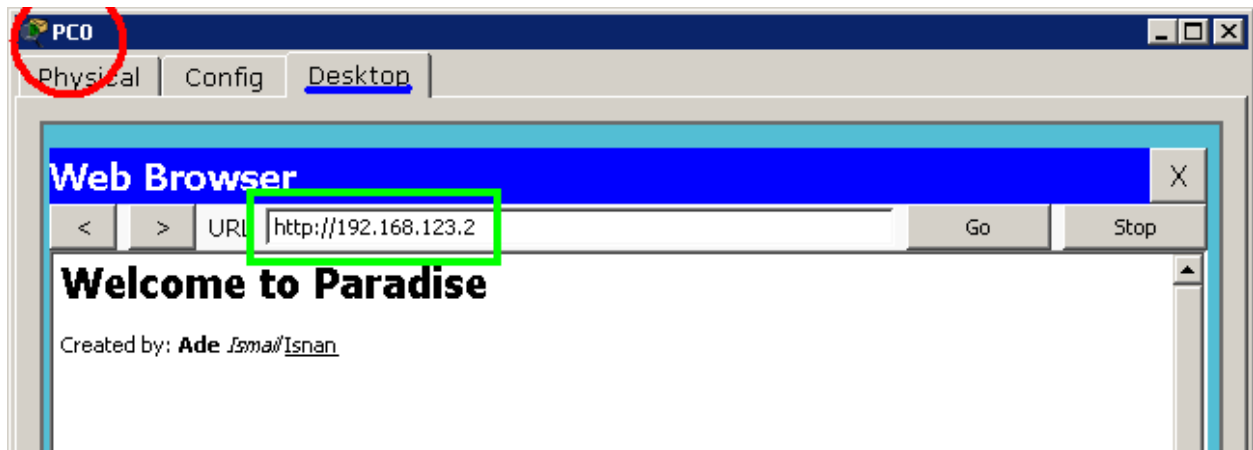 PC0
Physical Config Desktop
Web Browser X
< > URL http://192.168.123.2 Go Stop
Welcome to Paradise
Created by: Ade Ismail Isnan